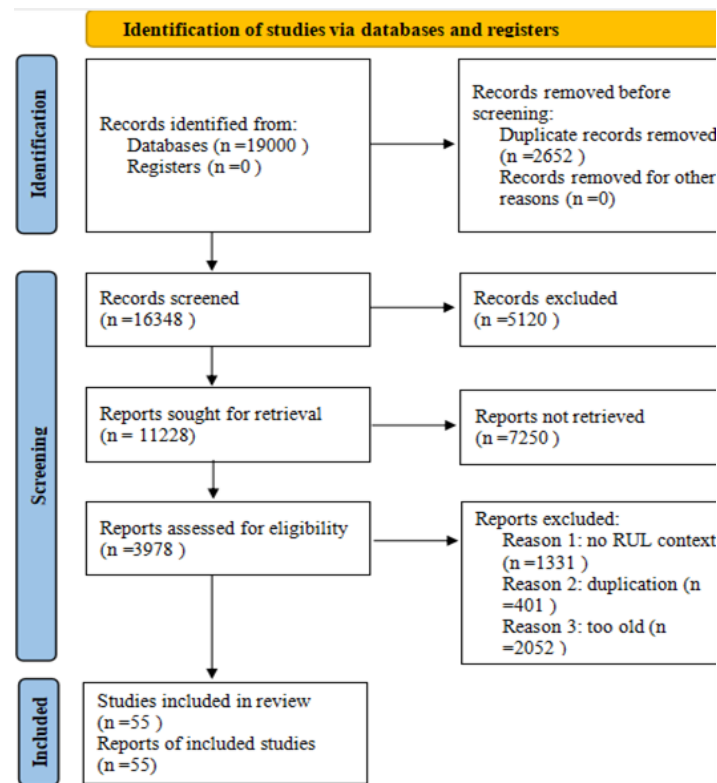 Identification of studies via databases and registers
Identification
Records identified from:
Databases (n =19000 )
Registers (n =0 )
Records removed before
screening:
Duplicate records removed
(n =2652 )
Records removed for other
reasons (n =0)
Screening
Records screened
(n =16348 )
Records excluded
(n =5120 )
Reports sought for retrieval
(n = 11228)
Reports not retrieved
(n =7250 )
Reports assessed for eligibility
(n =3978 )
Reports excluded:
Reason 1: no RUL context
(n =1331 )
Reason 2: duplication (n
=401 )
Reason 3: too old (n
=2052 )
Included
Studies included in review
(n =55 )
Reports of included studies
(n =55)